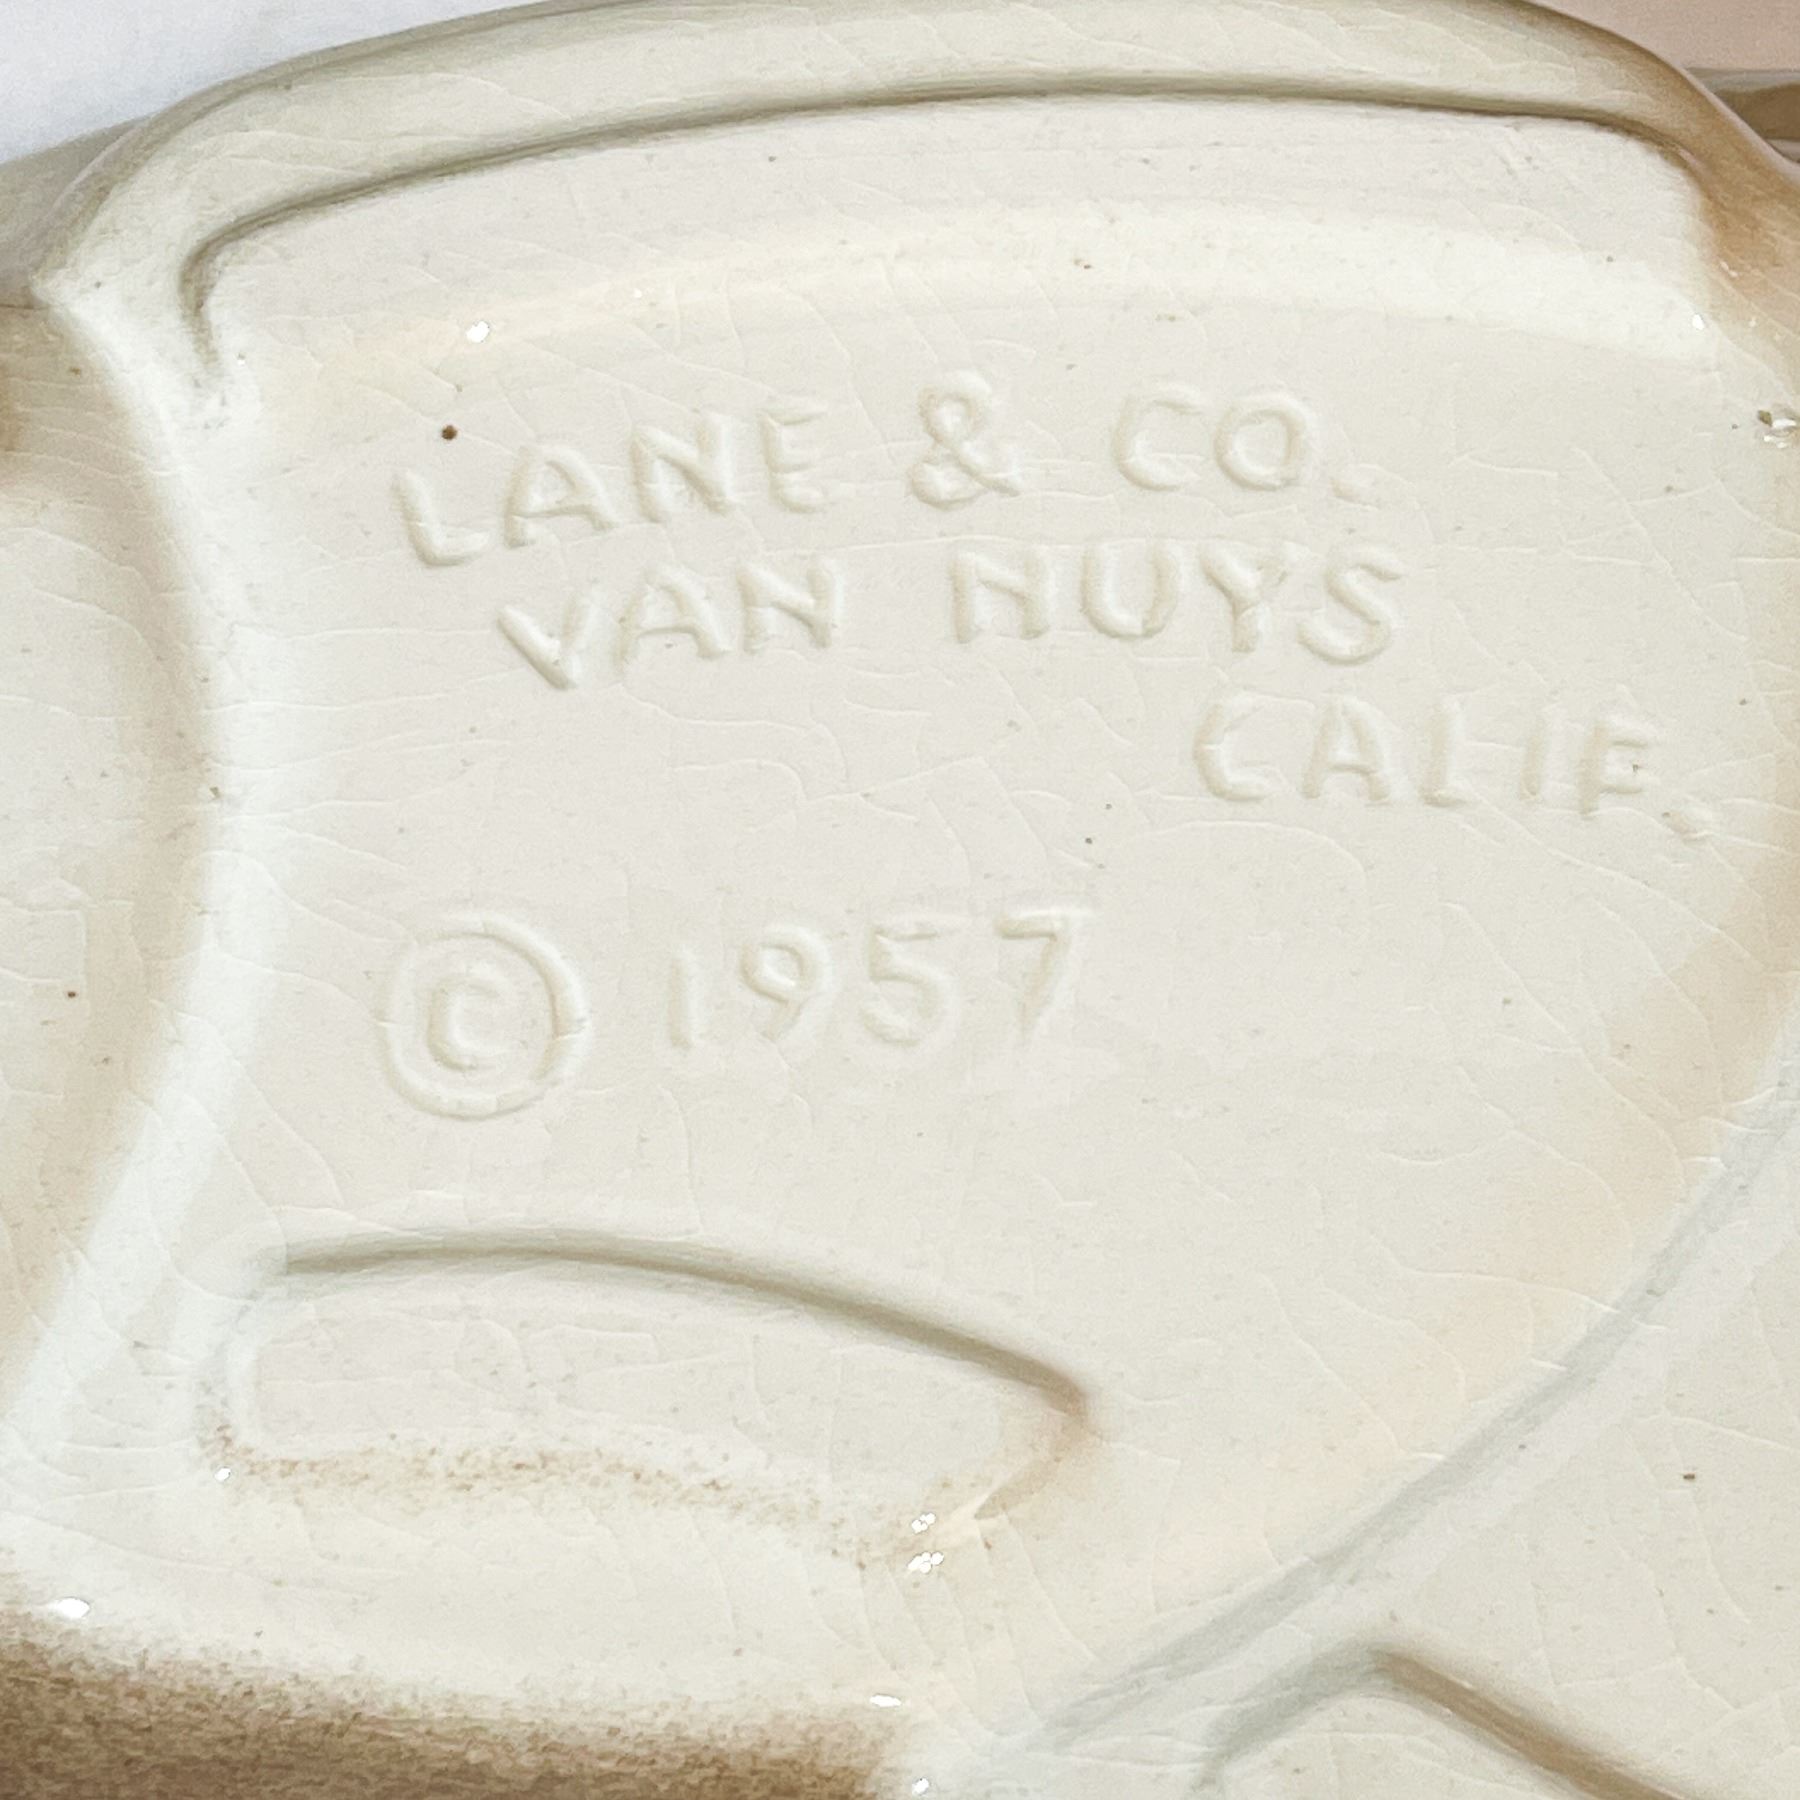 LANE & CO.
VAN NUYS
CALIF.
© 1957